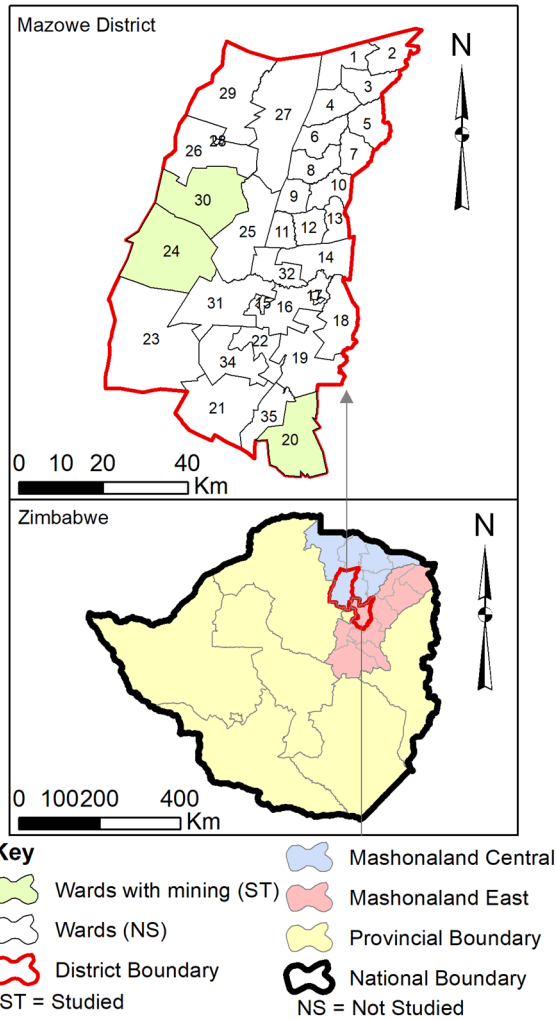 Mazowe District
N
1
2
29
3
27
4
5
28
6
26
7
8
30
10
9
13
25
11
12
24
14
32
31
15
16
17
18
23
22
19
34
21
35
20
0 10 20 40
Km
Zimbabwe
N
0 100200 400
Km
Key
Wards with mining (ST)
Wards (NS)
District Boundary
ST = Studied
Mashonaland Central
Mashonaland East
Provincial Boundary
National Boundary
NS = Not Studied